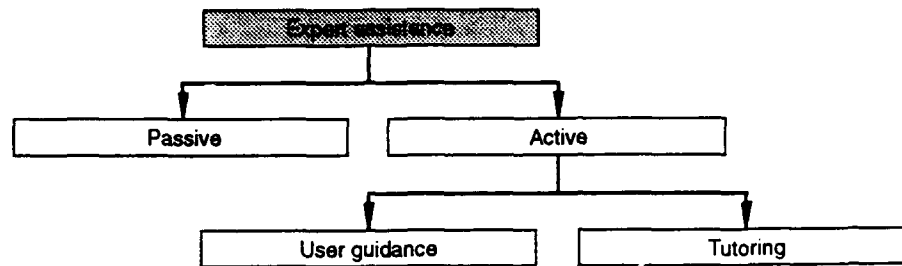 Expert assistance
Passive
Active
User guidance
Tutoring